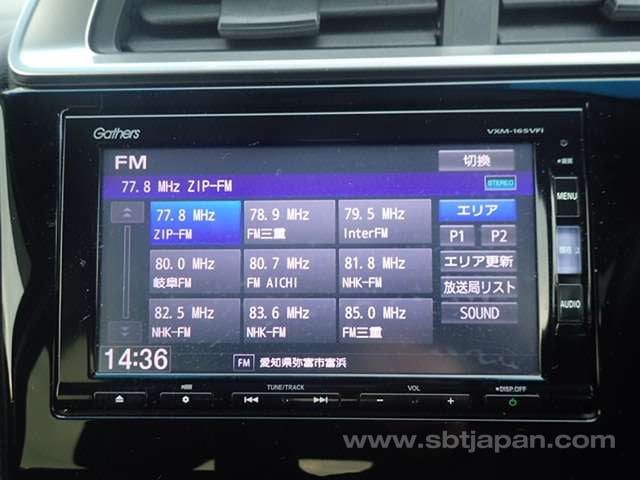 Gathers
VXM-165VFi
FM
切換
77.8 MHz ZIP-FM
STEREO
77.8 MHz
ZIP-FM
78.9 MHz
FM三重
79.5 MHz
InterFM
エリア
80.0 MHz
岐阜FM
80.7 MHz
FM AICHI
81.8 MHz
NHK-FM
P1
P2
エリア更新
82.5 MHz
NHK-FM
83.6 MHz
NHK-FM
85.0 MHz
FM三重
放送局リスト
SOUND
14:36
FM 愛知県弥富市富浜
MENU
AUDIO
TUNE/TRACK
VOL
DISP.OFF
www.sbtjapan.com